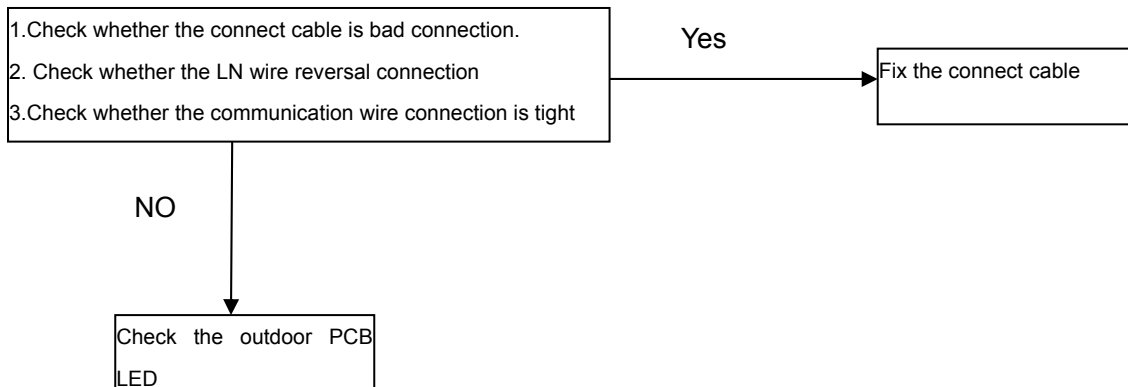 1.Check whether the connect cable is bad connection.
2. Check whether the LN wire reversal connection
3.Check whether the communication wire connection is tight
Yes
Fix the connect cable
NO
Check the outdoor PCB
LED